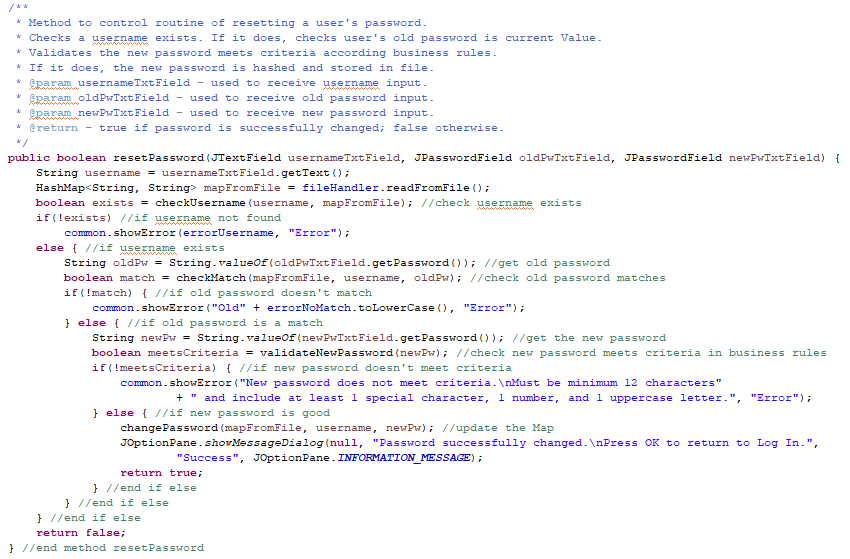 /**
 * Method to control routine of resetting a user's password.
 * Checks a username exists. If it does, checks user's old password is current Value.
 * Validates the new password meets criteria according business rules.
 * If it does, the new password is hashed and stored in file.
 * @param usernameTxtField - used to receive username input.
 * @param oldPwTxtField - used to receive old password input.
 * @param newPwTxtField - used to receive new password input.
 * @return - true if password is successfully changed; false otherwise.
 */
public boolean resetPassword(JTextField usernameTxtField, JPasswordField oldPwTxtField, JPasswordField newPwTxtField) {
    String username = usernameTxtField.getText();
    HashMap<String, String> mapFromFile = fileHandler.readFromFile();
    boolean exists = checkUsername(username, mapFromFile); //check username exists
    if(!exists) //if username not found
        common.showError(errorUsername, "Error");
    else { //if username exists
        String oldPw = String.valueOf(oldPwTxtField.getPassword()); //get old password
        boolean match = checkMatch(mapFromFile, username, oldPw); //check old password matches
        if(!match) { //if old password doesn't match
            common.showError("Old" + errorNoMatch.toLowerCase(), "Error");
        } else { //if old password is a match
            String newPw = String.valueOf(newPwTxtField.getPassword()); //get the new password
            boolean meetsCriteria = validateNewPassword(newPw); //check new password meets criteria in business rules
            if(!meetsCriteria) { //if new password doesn't meet criteria
                common.showError("New password does not meet criteria.\nMust be minimum 12 characters"
                        + " and include at least 1 special character, 1 number, and 1 uppercase letter.", "Error");
            } else { //if new password is good
                changePassword(mapFromFile, username, newPw); //update the Map
                JOptionPane.showMessageDialog(null, "Password successfully changed.\nPress OK to return to Log In.",
                        "Success", JOptionPane.INFORMATION_MESSAGE);
                return true;
            } //end if else
        } //end if else
    } //end if else
    return false;
} //end method resetPassword